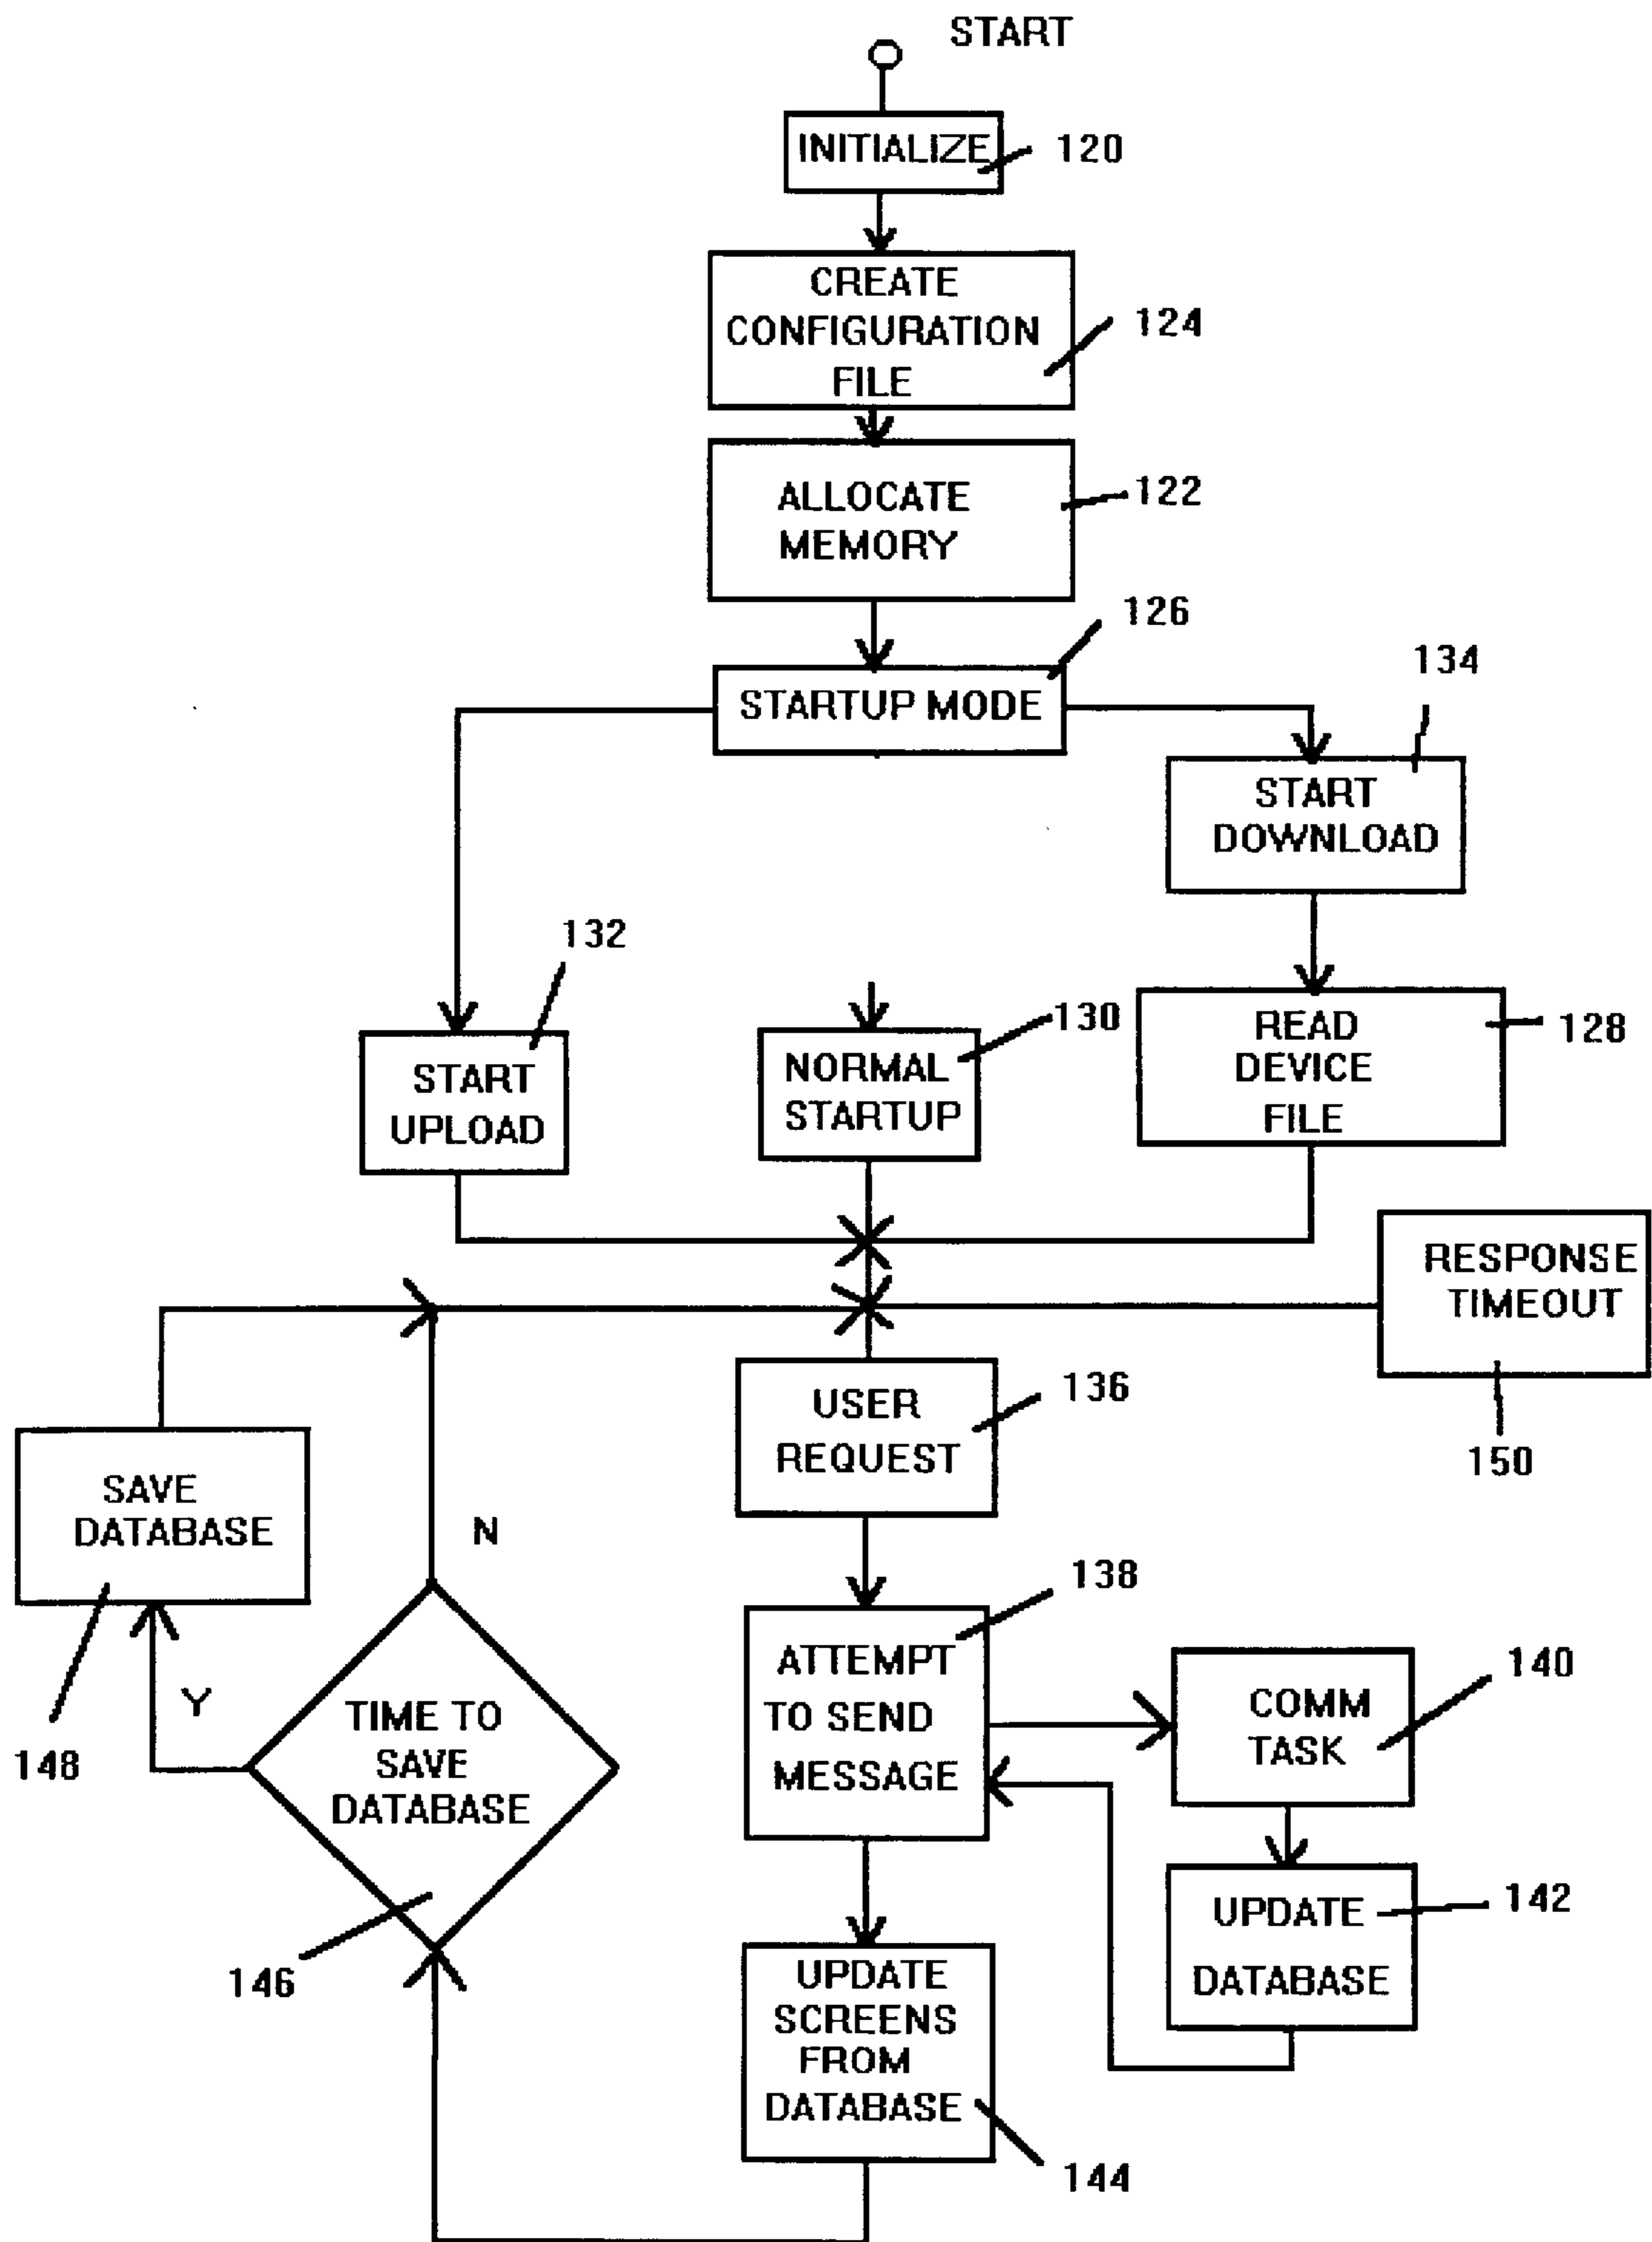 START
INITIALIZE
120
CREATE
CONFIGURATION
FILE
124
ALLOCATE
MEMORY
122
126
STARTUP MODE
134
START
DOWNLOAD
132
START
UPLOAD
NORMAL
STARTUP
130
READ
DEVICE
FILE
128
RESPONSE
TIMEOUT
150
USER
REQUEST
136
SAVE
DATABASE
148
N
Y
TIME TO
SAVE
DATABASE
146
138
ATTEMPT
TO SEND
MESSAGE
COMM
TASK
140
UPDATE
DATABASE
142
UPDATE
SCREENS
FROM
DATABASE
144